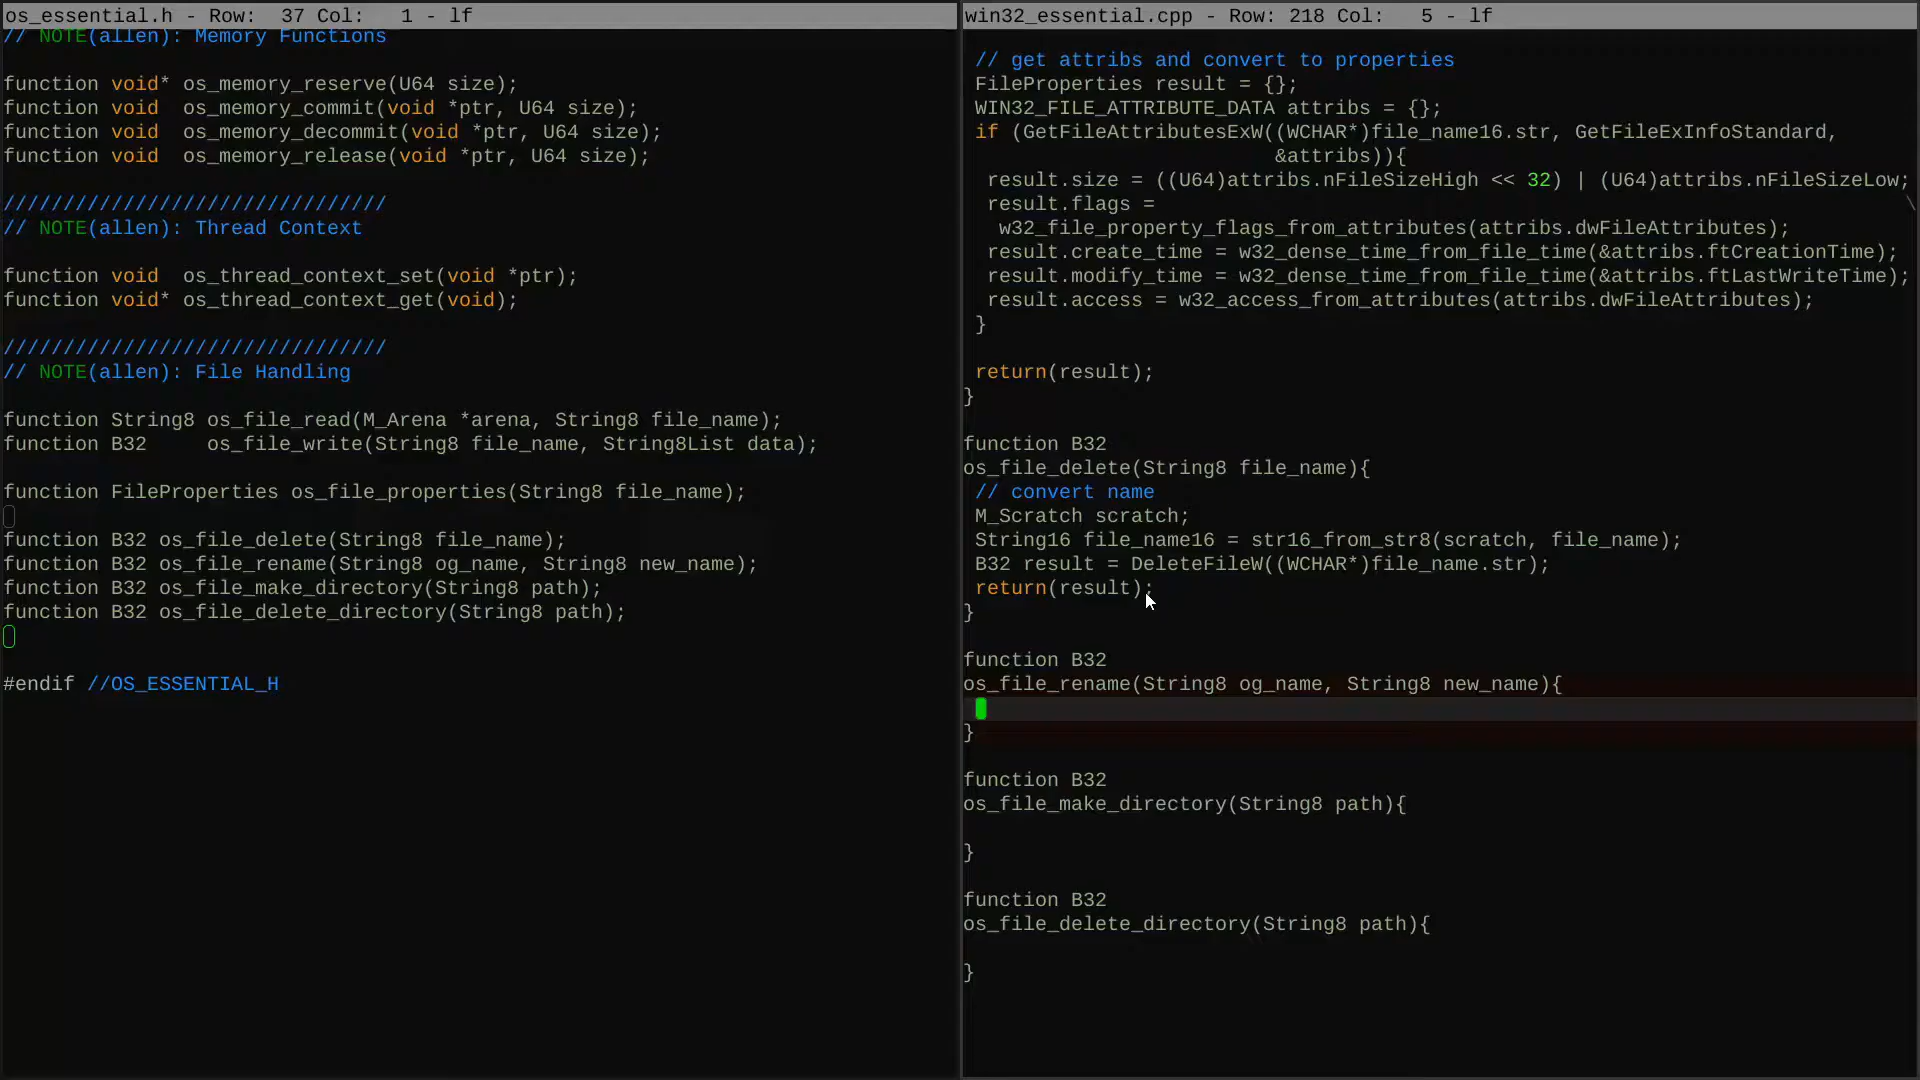 os_essential.h - Row:  37 Col:   1 - lf
// NOTE(allen): Memory Functions
function void* os_memory_reserve(U64 size);
function void  os_memory_commit(void *ptr, U64 size);
function void  os_memory_decommit(void *ptr, U64 size);
function void  os_memory_release(void *ptr, U64 size);
////////////////////////////////
// NOTE(allen): Thread Context
function void  os_thread_context_set(void *ptr);
function void* os_thread_context_get(void);
////////////////////////////////
// NOTE(allen): File Handling
function String8 os_file_read(M_Arena *arena, String8 file_name);
function B32     os_file_write(String8 file_name, String8List data);
function FileProperties os_file_properties(String8 file_name);
function B32 os_file_delete(String8 file_name);
function B32 os_file_rename(String8 og_name, String8 new_name);
function B32 os_file_make_directory(String8 path);
function B32 os_file_delete_directory(String8 path);
#endif //OS_ESSENTIAL_H
win32_essential.cpp - Row: 218 Col:   5 - lf
// get attribs and convert to properties
FileProperties result = {};
WIN32_FILE_ATTRIBUTE_DATA attribs = {};
if (GetFileAttributesExW((WCHAR*)file_name16.str, GetFileExInfoStandard,
&attribs)){
result.size = ((U64)attribs.nFileSizeHigh << 32) | (U64)attribs.nFileSizeLow;
result.flags = \
w32_file_property_flags_from_attributes(attribs.dwFileAttributes);
result.create_time = w32_dense_time_from_file_time(&attribs.ftCreationTime);
result.modify_time = w32_dense_time_from_file_time(&attribs.ftLastWriteTime);
result.access = w32_access_from_attributes(attribs.dwFileAttributes);
}
return(result);
}
function B32
os_file_delete(String8 file_name){
// convert name
M_Scratch scratch;
String16 file_name16 = str16_from_str8(scratch, file_name);
B32 result = DeleteFileW((WCHAR*)file_name.str);
return(result);
}
function B32
os_file_rename(String8 og_name, String8 new_name){
}
function B32
os_file_make_directory(String8 path){
}
function B32
os_file_delete_directory(String8 path){
}